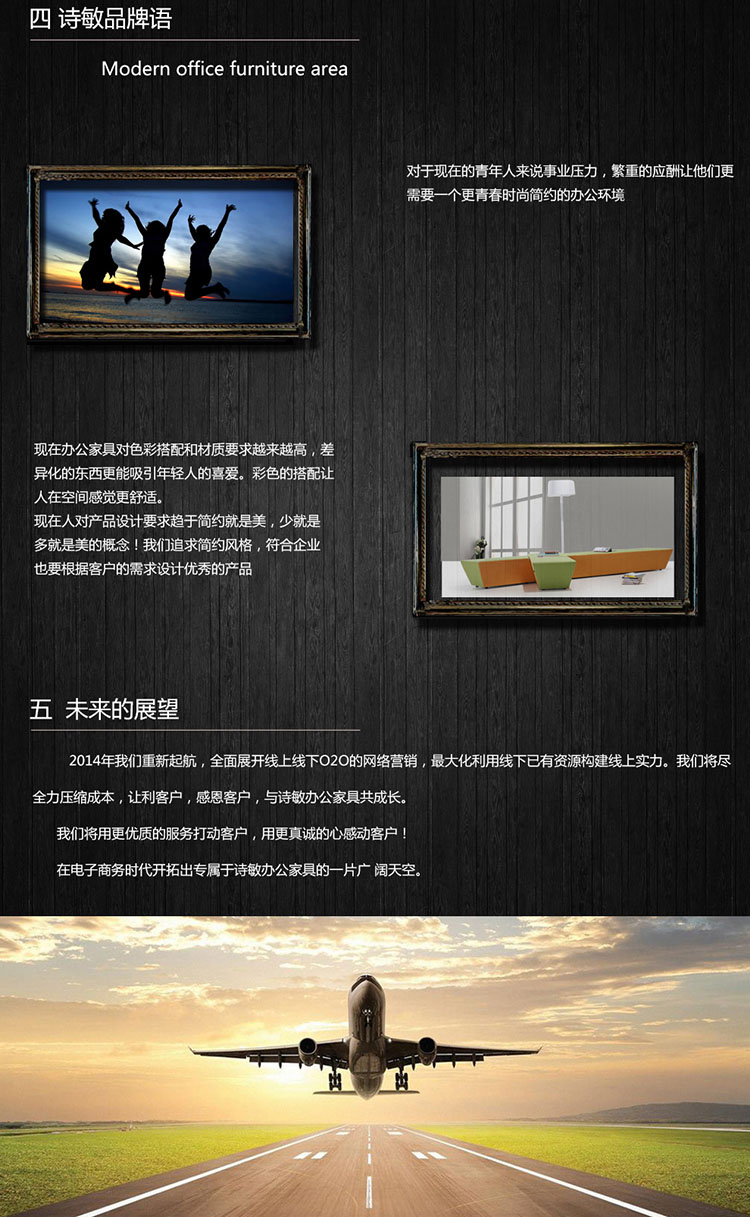 四 诗敏品牌语
Modern office furniture area
对于现在的青年人来说事业压力，繁重的应酬让他们更
需要一个更青春时尚简约的办公环境
现在办公家具对色彩搭配和材质要求越来越高，差
异化的东西更能吸引年轻人的喜爱。彩色的搭配让
人在空间感觉更舒适。
现在人对产品设计要求趋于简约就是美，少就是
多就是美的概念！我们追求简约风格，符合企业
也要根据客户的需求设计优秀的产品
五 未来的展望
2014年我们重新起航，全面展开线上线下O2O的网络营销，最大化利用线下已有资源构建线上实力。我们将尽
全力压缩成本，让利客户，感恩客户，与诗敏办公家具共成长。
我们将用更优质的服务打动客户，用更真诚的心感动客户！
在电子商务时代开拓出专属于诗敏办公家具的一片广 阔天空。